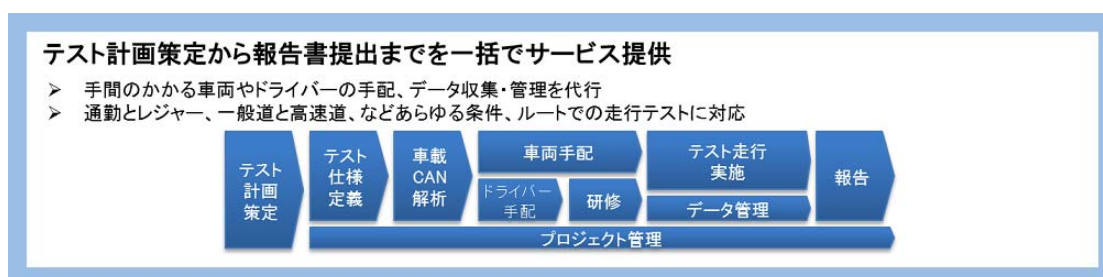 テスト計画策定から報告書提出までを一括でサービス提供
➢ 手間のかかる車両やドライバーの手配、データ収集・管理を代行
➢ 通勤とレジャー、一般道と高速道、などあらゆる条件、ルートでの走行テストに対応
テスト
計画
策定
テスト
仕様
定義
車載
CAN
解析
車両手配
ドライバー
手配
研修
テスト走行
実施
データ管理
報告
プロジェクト管理